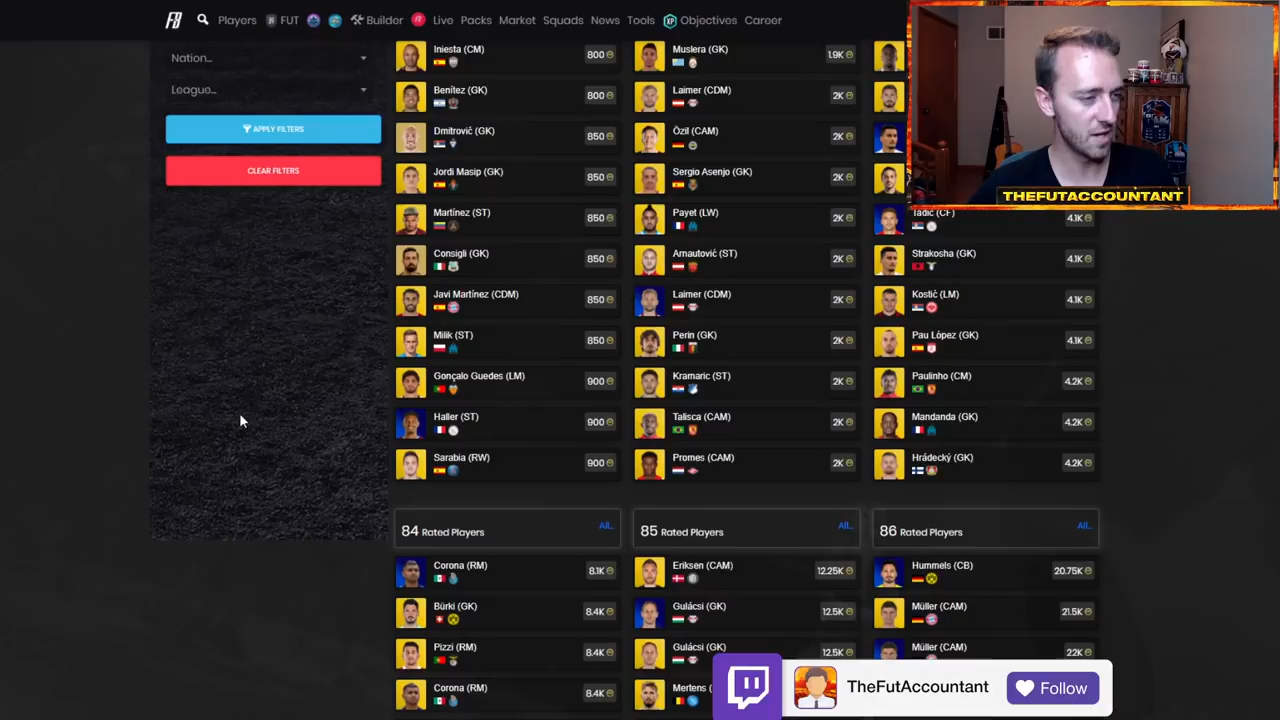 Players FUT Builder Live Packs Market Squads News Tools XP Objectives Career
Nation...
League...
APPLY FILTERS
CLEAR FILTERS
Iniesta (CM) 800
Benítez (GK) 800
Dmitrović (GK) 850
Jordi Masip (GK) 850
Martínez (ST) 850
Consigli (GK) 850
Javi Martínez (CDM) 850
Milik (ST) 850
Gonçalo Guedes (LM) 900
Haller (ST) 900
Sarabia (RW) 900
Muslera (GK) 1.9K
Laimer (CDM) 2K
Özil (CAM) 2K
Sergio Asenjo (GK) 2K
Payet (LW) 2K
Arnautović (ST) 2K
Laimer (CDM) 2K
Perin (GK) 2K
Kramaric (ST) 2K
Talisca (CAM) 2K
Promes (CAM) 2K
Tadić (CF) 4.1K
Strakosha (GK) 4.1K
Kostić (LM) 4.1K
Pau López (GK) 4.1K
Paulinho (CM) 4.2K
Mandanda (GK) 4.2K
Hrádecký (GK) 4.2K
84 Rated Players All..
Corona (RM) 8.1K
Bürki (GK) 8.4K
Pizzi (RM) 8.4K
Corona (RM) 8.4K
85 Rated Players All..
Eriksen (CAM) 12.25K
Gulácsi (GK) 12.5K
Gulácsi (GK) 12.5K
Mertens
86 Rated Players All..
Hummels (CB) 20.75K
Müller (CAM) 21.5K
Müller (CAM) 22K
THEFUTACCOUNTANT
TheFutAccountant Follow